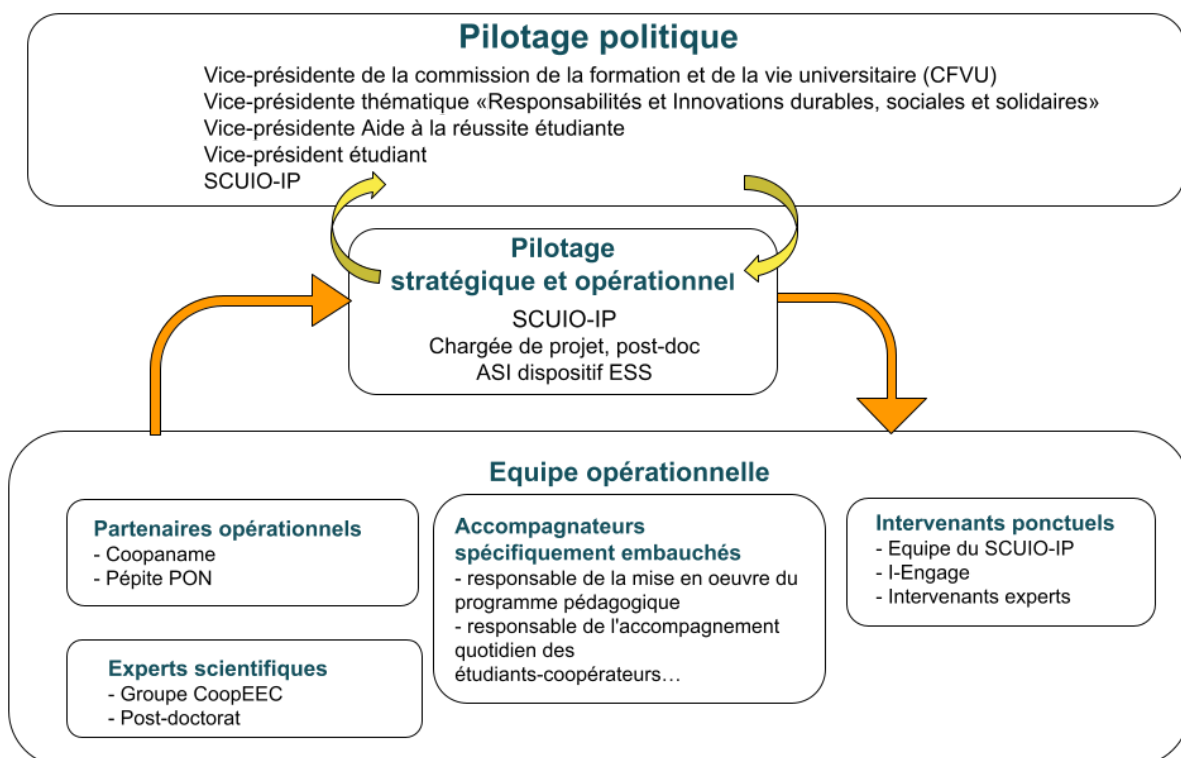 Pilotage politique
Vice-présidente de la commission de la formation et de la vie universitaire (CFVU)
Vice-présidente thématique «Responsabilités et Innovations durables, sociales et solidaires»
Vice-présidente Aide à la réussite étudiante
Vice-président étudiant
SCUIO-IP
Pilotage
stratégique et opérationnel
SCUIO-IP
Chargée de projet, post-doc
ASI dispositif ESS
Equipe opérationnelle
Partenaires opérationnels
- Coopaname
- Pépite PON
Experts scientifiques
- Groupe CoopEEC
- Post-doctorat
Accompagnateurs
spécifiquement embauchés
- responsable de la mise en oeuvre du
programme pédagogique
- responsable de l'accompagnement
quotidien des
étudiants-coopérateurs…
Intervenants ponctuels
- Equipe du SCUIO-IP
- I-Engage
- Intervenants experts